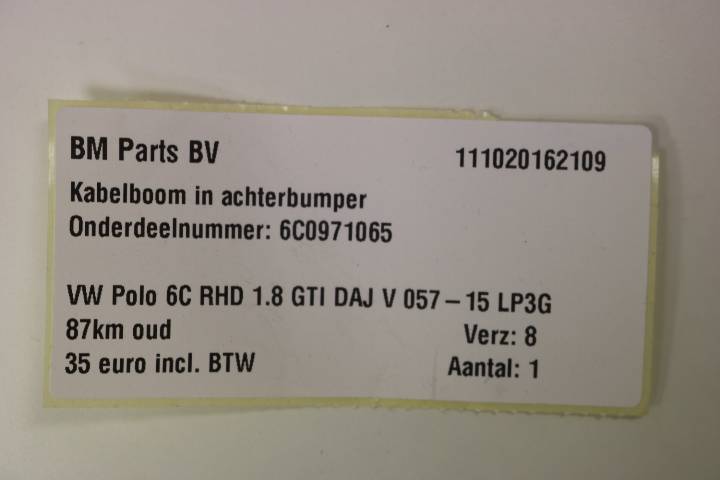 BM Parts BV 111020162109
Kabelboom in achterbumper
Onderdeelnummer: 6C0971065
VW Polo 6C RHD 1.8 GTI DAJ V 057 – 15 LP3G
87km oud Verz: 8
35 euro incl. BTW Aantal: 1